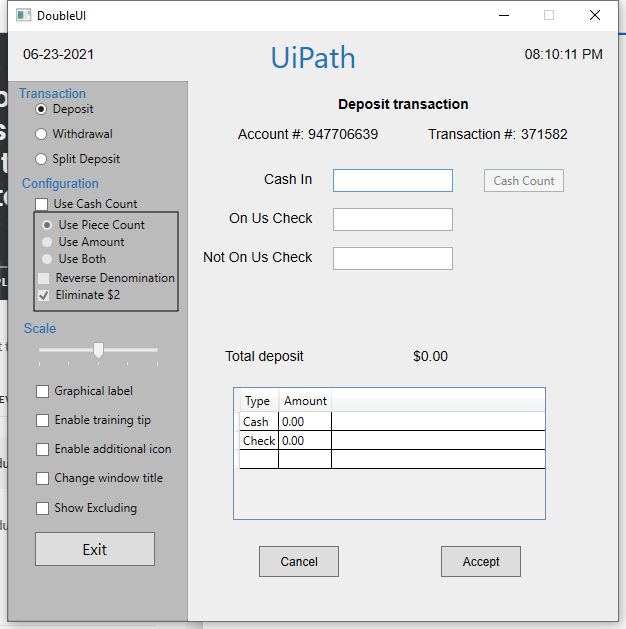 DoubleUI
06-23-2021
UiPath
08:10:11 PM
Transaction
Deposit
Withdrawal
Split Deposit
Configuration
Use Cash Count
Use Piece Count
Use Amount
Use Both
Reverse Denomination
Eliminate $2
Scale
Graphical label
Enable training tip
Enable additional icon
Change window title
Show Excluding
Exit
Deposit transaction
Account #: 947706639 Transaction #: 371582
Cash In
Cash Count
On Us Check
Not On Us Check
Total deposit $0.00
Type Amount
Cash 0.00
Check 0.00
Cancel Accept